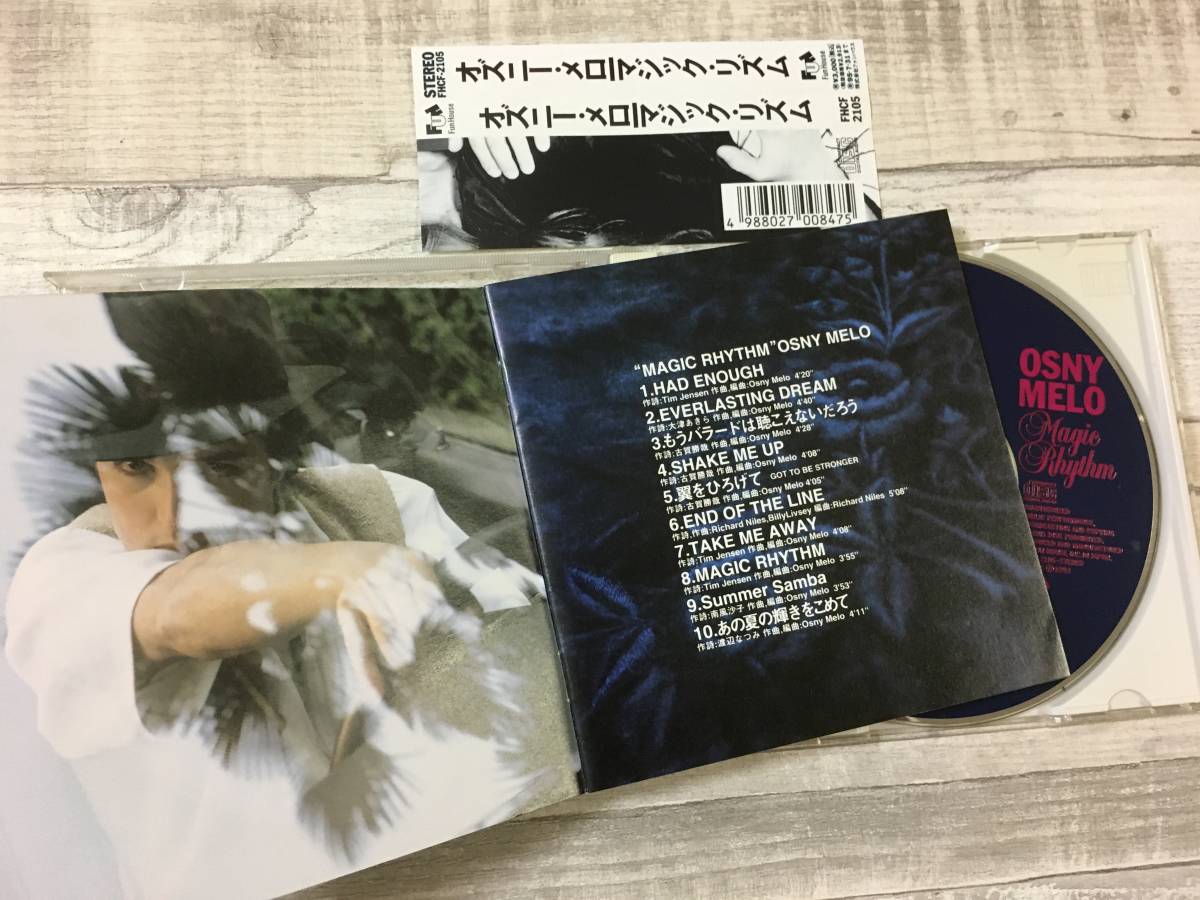 Fun House
STEREO
FHCF-2105
オズニー・メロ/マジック・リズム
オズニー・メロ/マジック・リズム
Fun House
FHCF
2105
4 988027 008475
"MAGIC RHYTHM" OSNY MELO
1.HAD ENOUGH
作詩:Tim Jensen 作曲,編曲:Osny Melo 4'20"
2.EVERLASTING DREAM
作詩:大津あきら 作曲,編曲:Osny Melo 4'40"
3.もうバラードは聴こえないだろう
作詩:古賀勝哉 作曲,編曲:Osny Melo 4'28"
4.SHAKE ME UP
作詩:古賀勝哉 作曲,編曲:Osny Melo 4'08"
5.翼をひろげて GOT TO BE STRONGER
作詩:古賀勝哉 作曲,編曲:Osny Melo 4'05"
6.END OF THE LINE
作詩,作曲:Richard Niles,BillyLivsey 編曲:Richard Niles 5'08"
7.TAKE ME AWAY
作詩:Tim Jensen 作曲,編曲:Osny Melo 4'08"
8.MAGIC RHYTHM
作詩:Tim Jensen 作曲,編曲:Osny Melo 3'55"
9.Summer Samba
作詩:南風沙子 作曲,編曲:Osny Melo 3'53"
10.あの夏の輝きをこめて
作詩:渡辺なつみ 作曲,編曲:Osny Melo 4'11"
OSNY
MELO
Magic
Rhythm